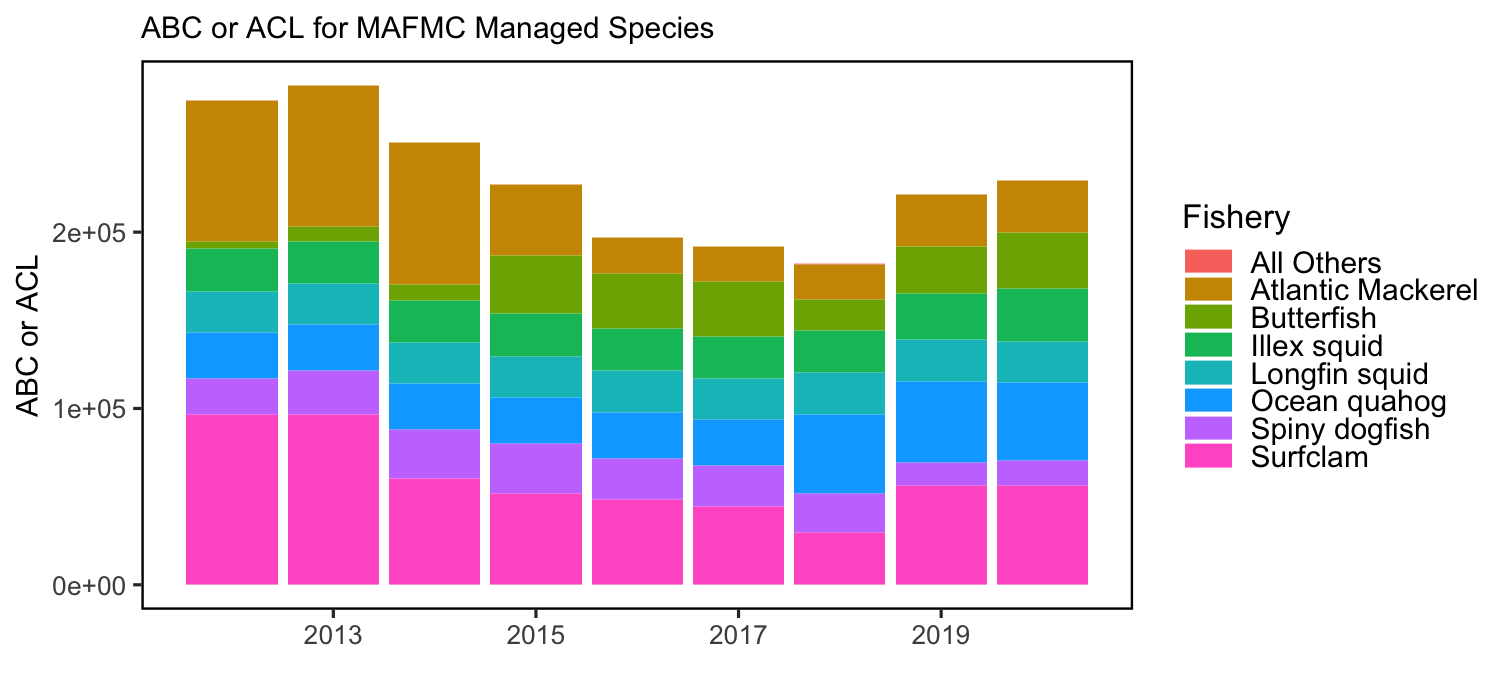 ABC or ACL for MAFMC Managed Species
ABC or ACL
2e+05
1e+05
0e+00
2013
2015
2017
2019
Fishery
All Others
Atlantic Mackerel
Butterfish
Illex squid
Longfin squid
Ocean quahog
Spiny dogfish
Surfclam